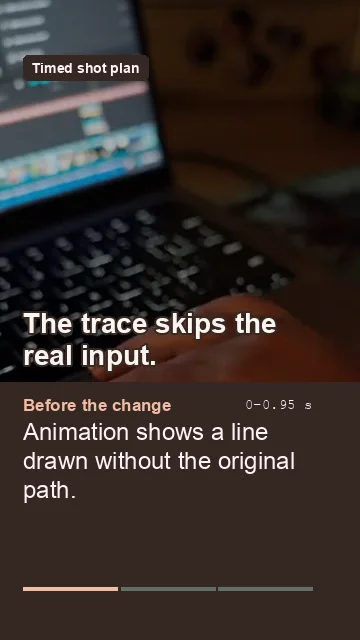 Timed shot plan
The trace skips the
real input.
Before the change 0–0.95 s
Animation shows a line
drawn without the original
path.